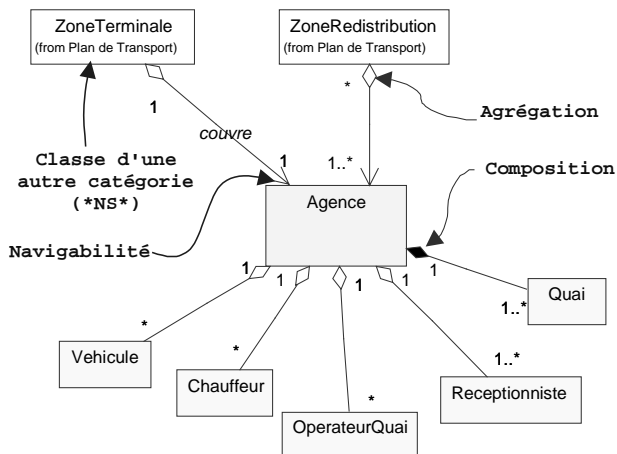 ZoneTerminale
(from Plan de Transport)
ZoneRedistribution
(from Plan de Transport)
1
*
Agrégation
couvre
Classe d'une
autre catégorie
(*NS*)
1
1..*
Composition
Agence
Navigabilité
1
1
1
1
1
Quai
1..*
*
Vehicule
*
Chauffeur
1..*
Receptionniste
*
OperateurQuai